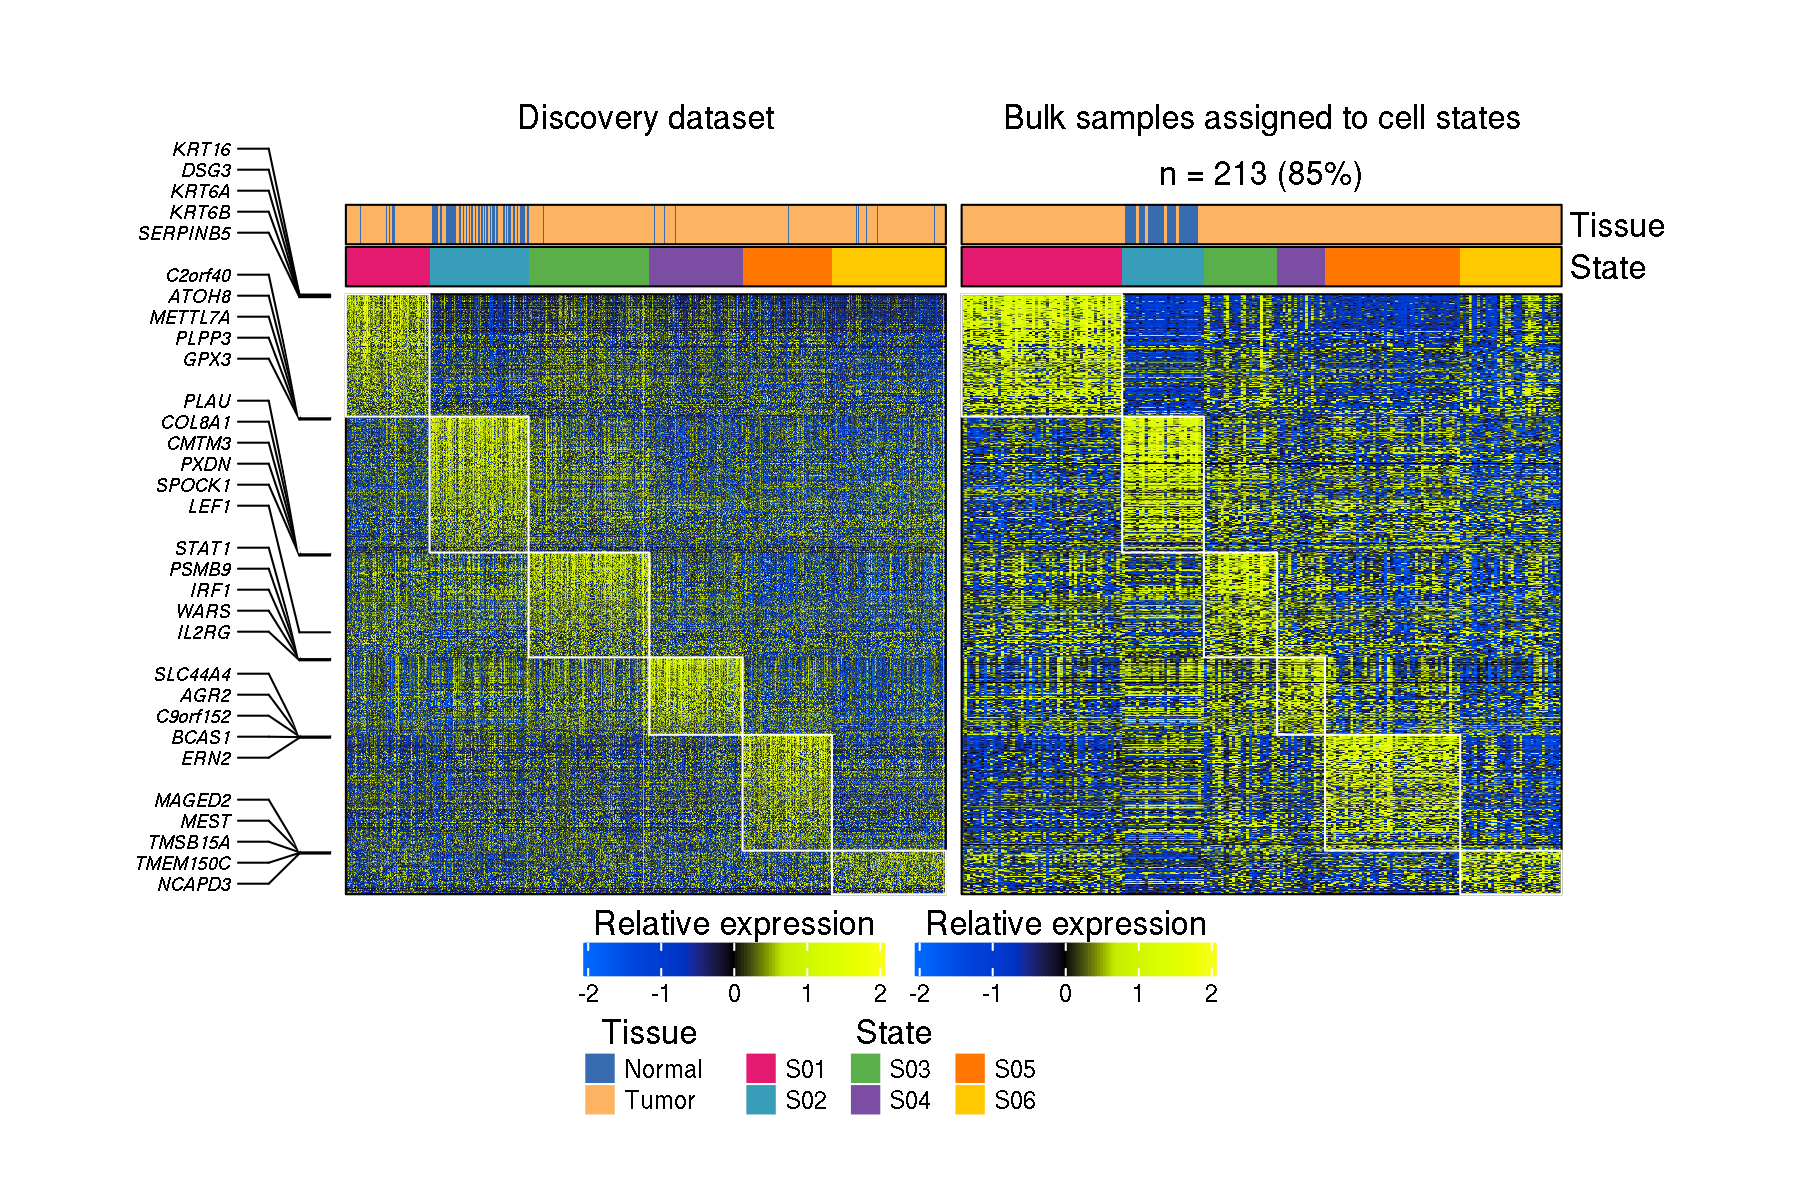 Discovery dataset
Bulk samples assigned to cell states
n = 213 (85%)
Tissue
State
KRT16
DSG3
KRT6A
KRT6B
SERPINB5
C2orf40
ATOH8
METTL7A
PLPP3
GPX3
PLAU
COL8A1
CMTM3
PXDN
SPOCK1
LEF1
STAT1
PSMB9
IRF1
WARS
IL2RG
SLC44A4
AGR2
C9orf152
BCAS1
ERN2
MAGED2
MEST
TMSB15A
TMEM150C
NCAPD3
Relative expression
-2 -1 0 1 2
Relative expression
-2 -1 0 1 2
Tissue
Normal
Tumor
State
S01 S03 S05
S02 S04 S06